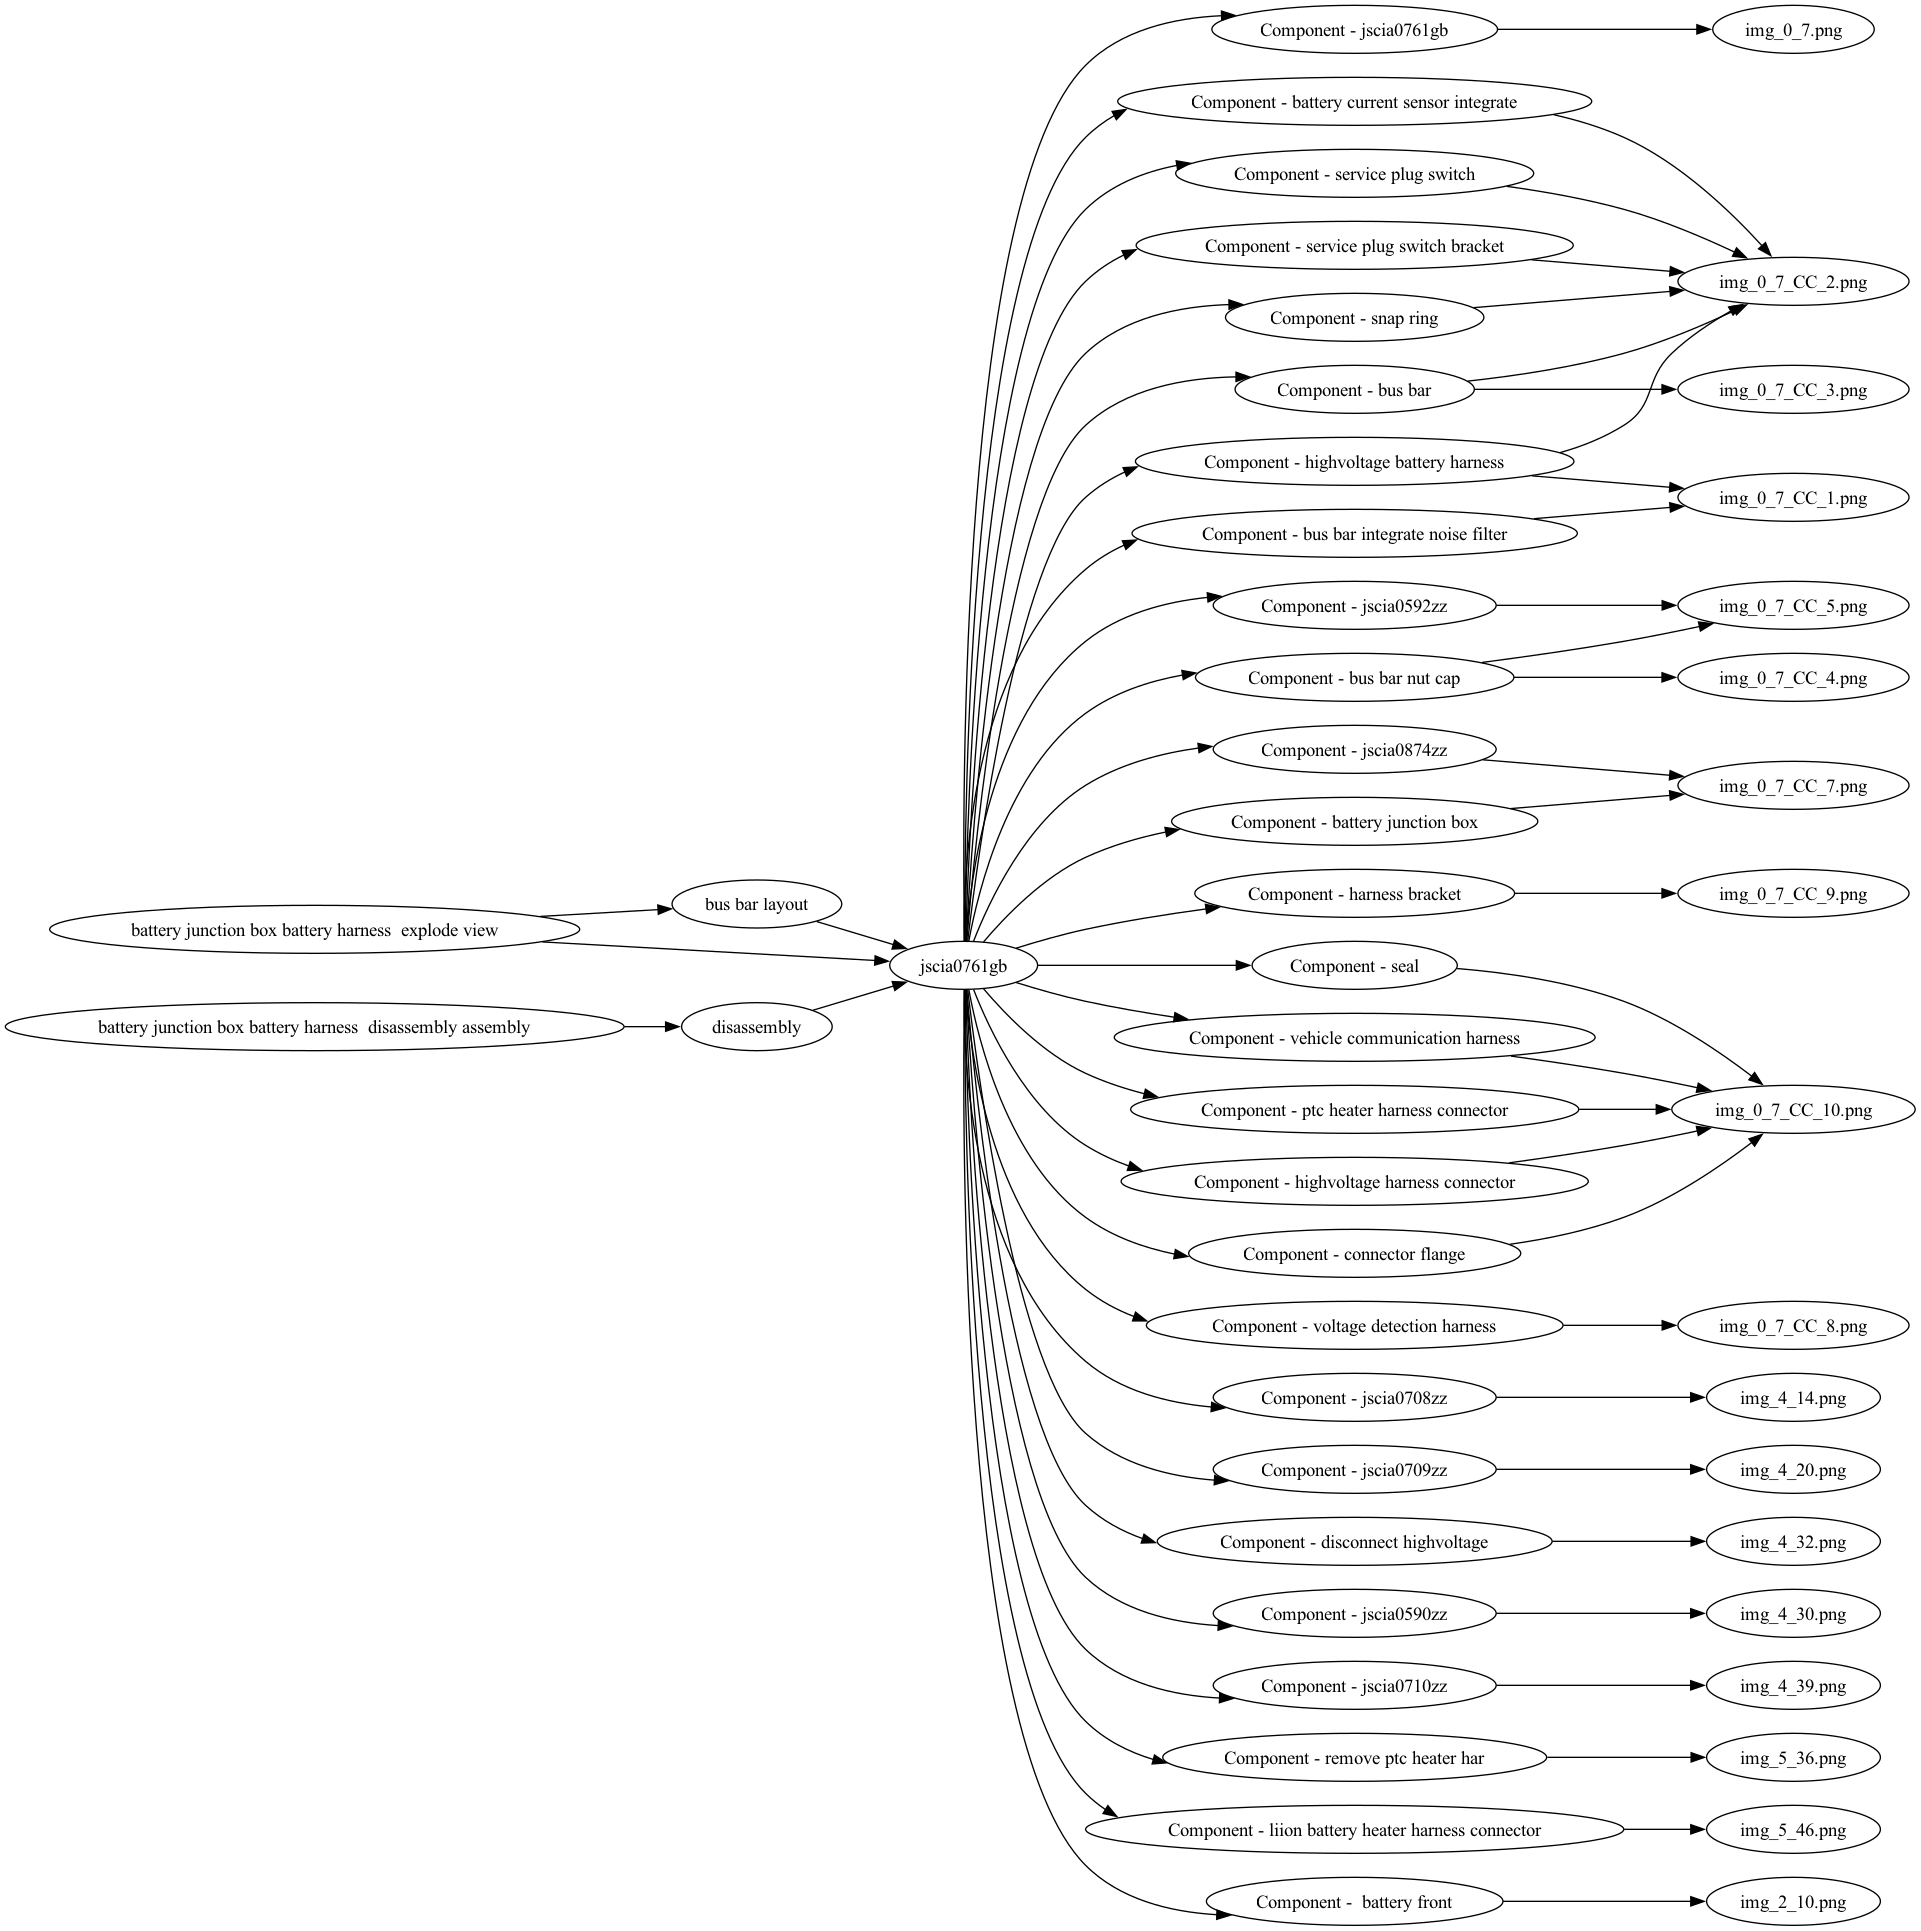 Component - jscia0761gb
img_0_7.png
Component - battery current sensor integrate
Component - service plug switch
Component - service plug switch bracket
img_0_7_CC_2.png
Component - snap ring
Component - bus bar
img_0_7_CC_3.png
Component - highvoltage battery harness
img_0_7_CC_1.png
Component - bus bar integrate noise filter
Component - jscia0592zz
img_0_7_CC_5.png
Component - bus bar nut cap
img_0_7_CC_4.png
Component - jscia0874zz
img_0_7_CC_7.png
Component - battery junction box
Component - harness bracket
img_0_7_CC_9.png
bus bar layout
battery junction box battery harness  explode view
jscia0761gb
Component - seal
battery junction box battery harness  disassembly assembly
disassembly
Component - vehicle communication harness
Component - ptc heater harness connector
img_0_7_CC_10.png
Component - highvoltage harness connector
Component - connector flange
Component - voltage detection harness
img_0_7_CC_8.png
Component - jscia0708zz
img_4_14.png
Component - jscia0709zz
img_4_20.png
Component - disconnect highvoltage
img_4_32.png
Component - jscia0590zz
img_4_30.png
Component - jscia0710zz
img_4_39.png
Component - remove ptc heater har
img_5_36.png
Component - liion battery heater harness connector
img_5_46.png
Component -  battery front
img_2_10.png